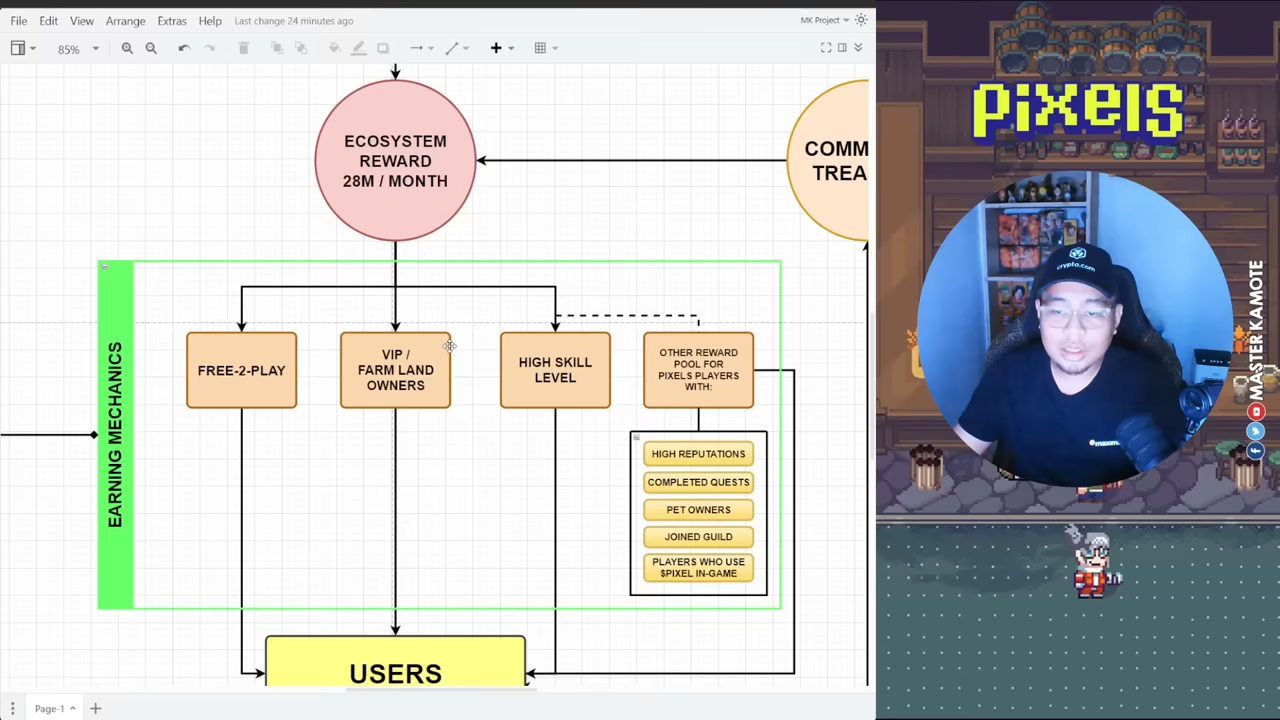 File Edit View Arrange Extras Help Last change 24 minutes ago
MK Project
85%
ECOSYSTEM
REWARD
28M / MONTH
COMM
TREA
EARNING MECHANICS
FREE-2-PLAY
VIP /
FARM LAND
OWNERS
HIGH SKILL
LEVEL
OTHER REWARD
POOL FOR
PIXELS PLAYERS
WITH:
HIGH REPUTATIONS
COMPLETED QUESTS
PET OWNERS
JOINED GUILD
PLAYERS WHO USE
$PIXEL IN-GAME
USERS
Page-1
pixels
crypto.com
MASTER KAMOTE